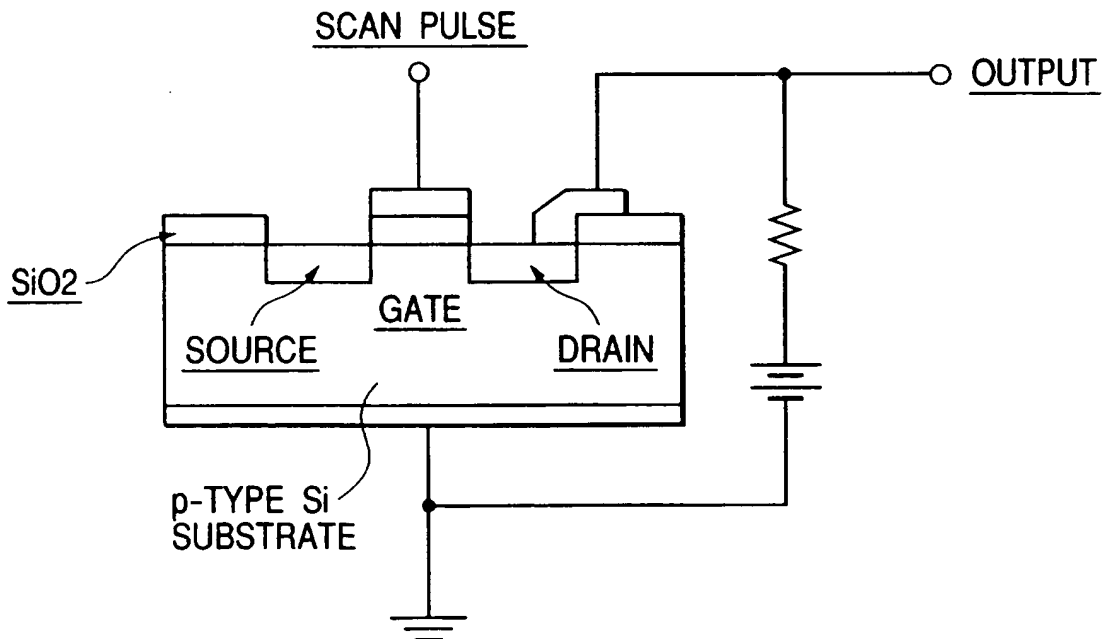 SCAN PULSE
OUTPUT
SiO2
GATE
SOURCE
DRAIN
p-TYPE Si
SUBSTRATE